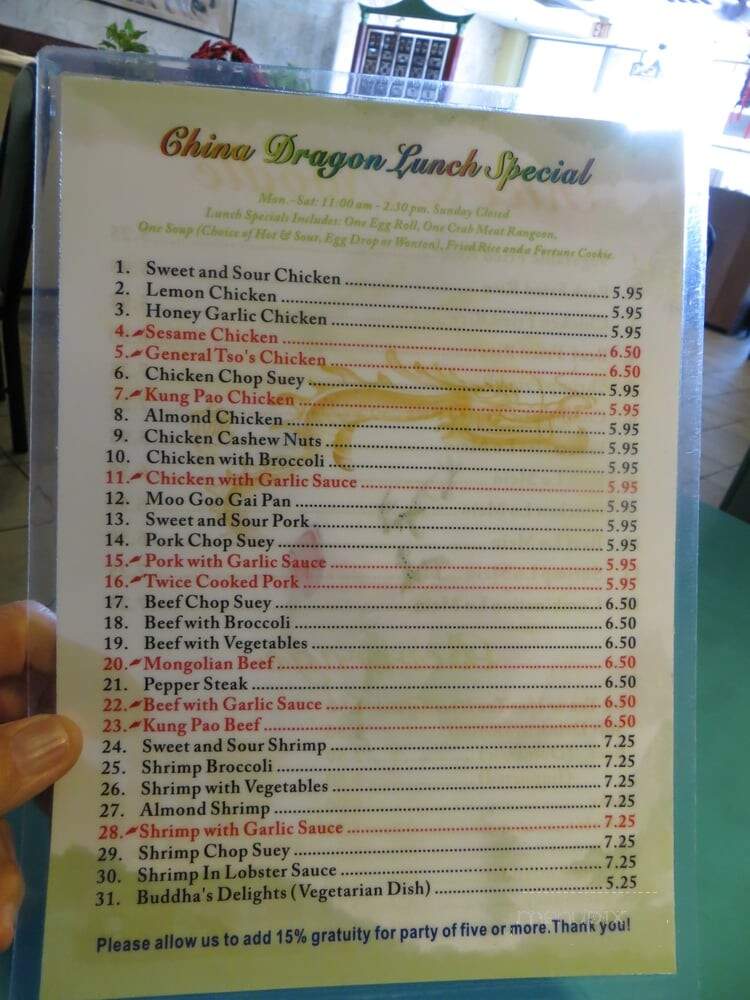 China Dragon Lunch Special
Mon.-Sat: 11:00 am - 2.30 pm. Sunday Closed
Lunch Specials Includes: One Egg Roll, One Crab Meat Rangoon,
One Soup (Choice of Hot & Sour, Egg Drop or Wonton), Fried Rice and a Fortune Cookie.
1. Sweet and Sour Chicken 5.95
2. Lemon Chicken 5.95
3. Honey Garlic Chicken 5.95
4. Sesame Chicken 6.50
5. General Tso's Chicken 6.50
6. Chicken Chop Suey 5.95
7. Kung Pao Chicken 5.95
8. Almond Chicken 5.95
9. Chicken Cashew Nuts 5.95
10. Chicken with Broccoli 5.95
11. Chicken with Garlic Sauce 5.95
12. Moo Goo Gai Pan 5.95
13. Sweet and Sour Pork 5.95
14. Pork Chop Suey 5.95
15. Pork with Garlic Sauce 5.95
16. Twice Cooked Pork 5.95
17. Beef Chop Suey 6.50
18. Beef with Broccoli 6.50
19. Beef with Vegetables 6.50
20. Mongolian Beef 6.50
21. Pepper Steak 6.50
22. Beef with Garlic Sauce 6.50
23. Kung Pao Beef 6.50
24. Sweet and Sour Shrimp 7.25
25. Shrimp Broccoli 7.25
26. Shrimp with Vegetables 7.25
27. Almond Shrimp 7.25
28. Shrimp with Garlic Sauce 7.25
29. Shrimp Chop Suey 7.25
30. Shrimp In Lobster Sauce 7.25
31. Buddha's Delights (Vegetarian Dish) 5.25
Please allow us to add 15% gratuity for party of five or more. Thank you!